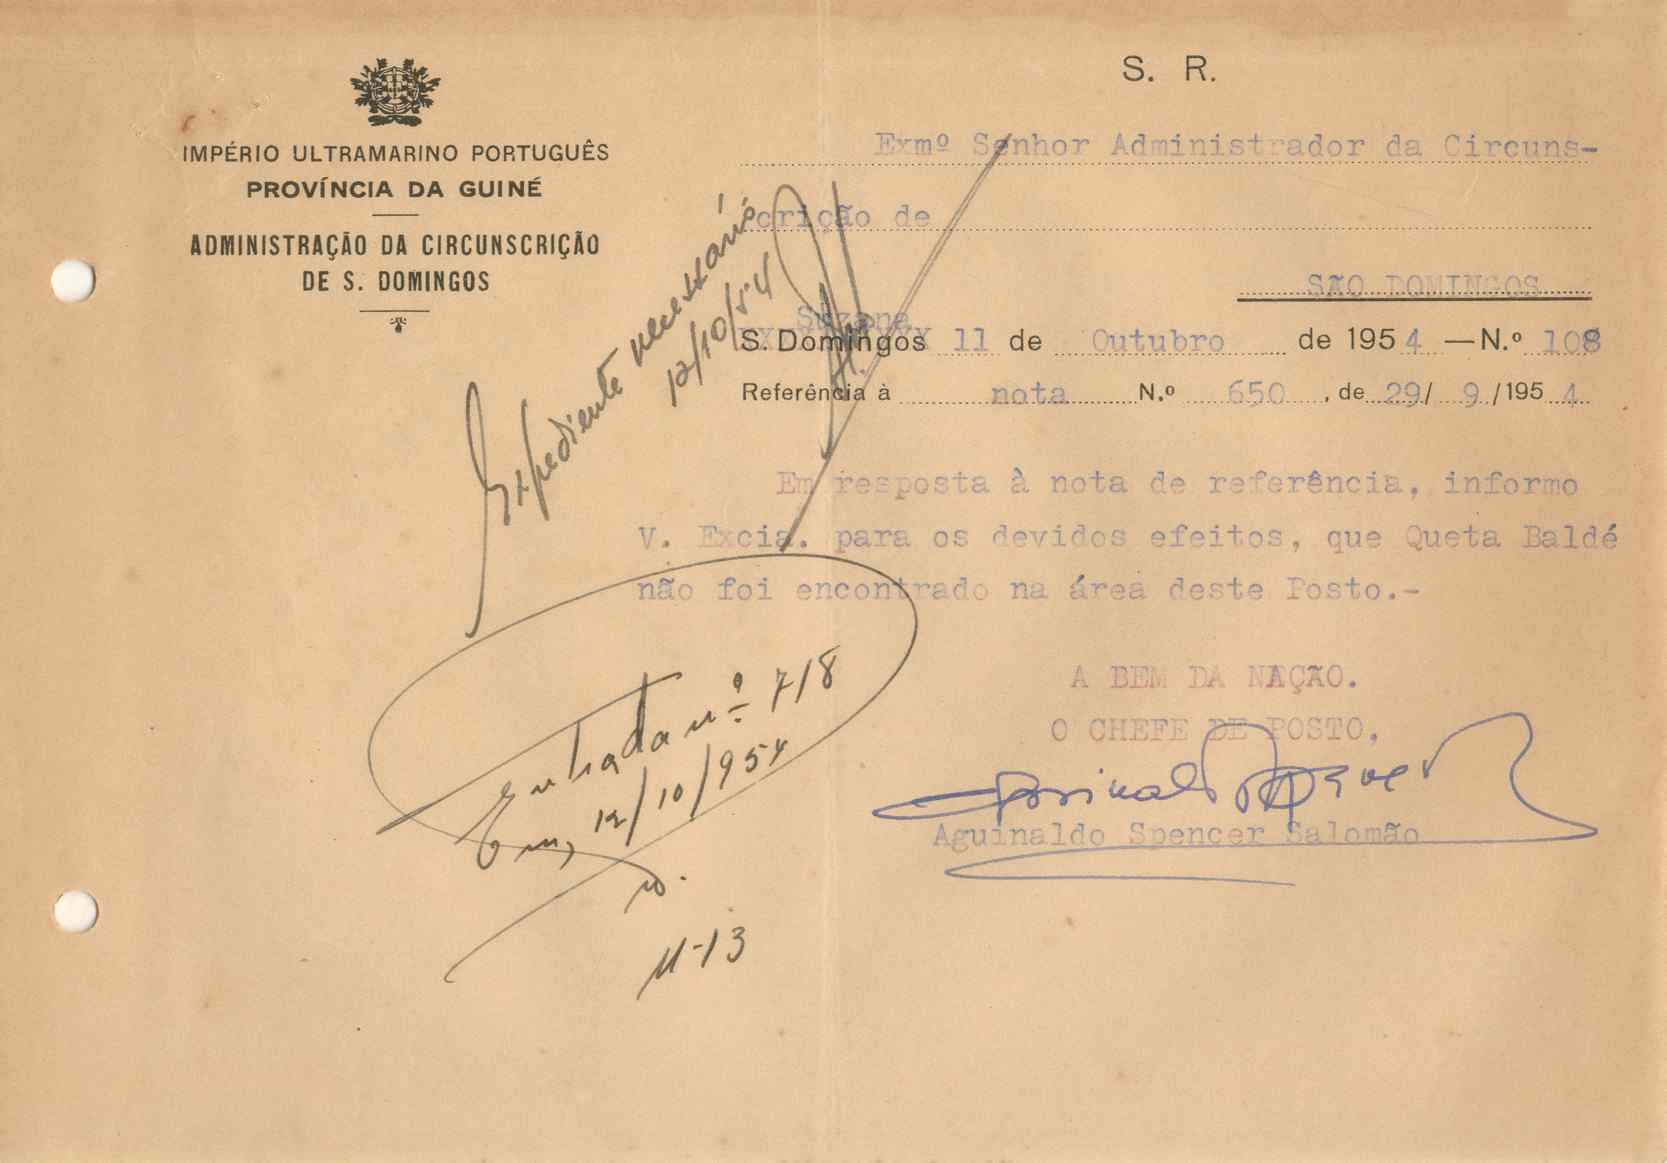 S. R.
IMPÉRIO ULTRAMARINO PORTUGUÊS
PROVÍNCIA DA GUINÉ
ADMINISTRAÇÃO DA CIRCUNSCRIÇÃO
DE S. DOMINGOS
Exmº Senhor Administrador da Circuns-
crição de
SÃO DOMINGOS
Suzana
S. Domingos 11 de Outubro de 1954 — N.º 108
Referência à nota N.º 650, de 29/ 9 /1954
Expediente necessário
12/10/54
Em resposta à nota de referência, informo
V. Excia. para os devidos efeitos, que Queta Baldé
não foi encontrado na área deste Posto.-
A BEM DA NAÇÃO.
O CHEFE DE POSTO,
Aguinaldo Spencer Salomão
Entrada nº 718
Em, 12/10/954
M-13